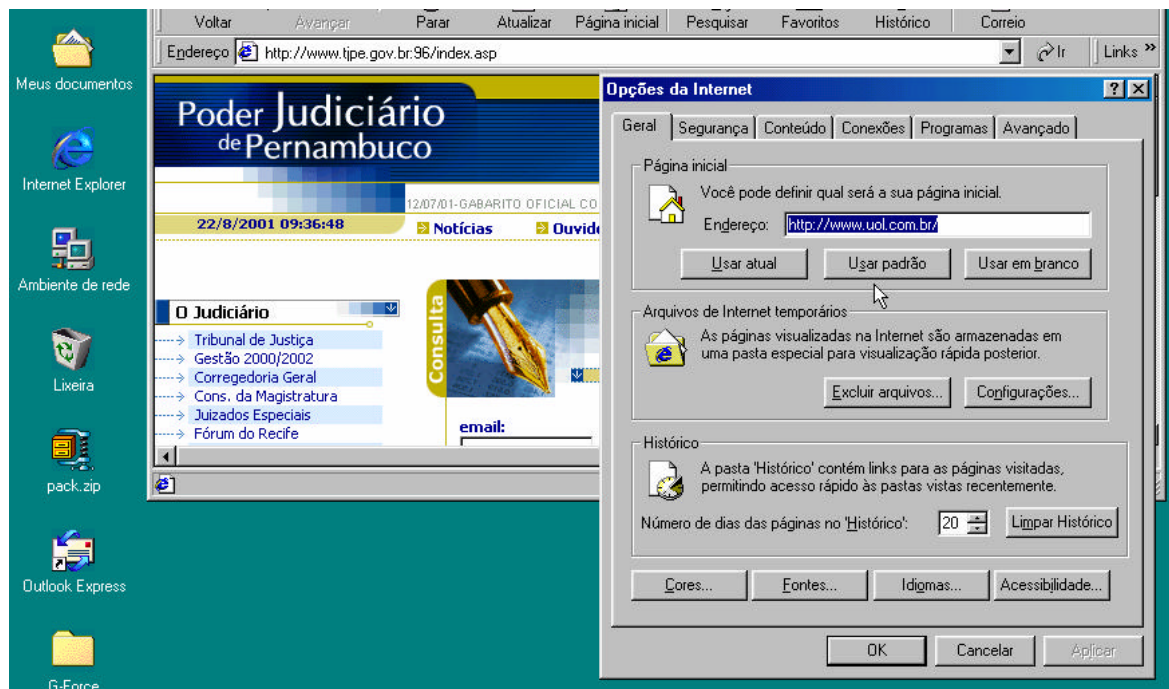 Voltar Avançar Parar Atualizar Página inicial Pesquisar Favoritos Histórico Correio
Endereço http://www.tjpe.gov.br:96/index.asp Ir Links »
Meus documentos
Internet Explorer
Ambiente de rede
Lixeira
pack.zip
Outlook Express
G-Force
Poder Judiciário
de Pernambuco
12/07/01-GABARITO OFICIAL CO
22/8/2001 09:36:48
Notícias Ouvid
O Judiciário
Tribunal de Justiça
Gestão 2000/2002
Corregedoria Geral
Cons. da Magistratura
Juizados Especiais
Fórum do Recife
Consulta
email:
Opções da Internet
Geral Segurança Conteúdo Conexões Programas Avançado
Página inicial
Você pode definir qual será a sua página inicial.
Endereço: http://www.uol.com.br/
Usar atual Usar padrão Usar em branco
Arquivos de Internet temporários
As páginas visualizadas na Internet são armazenadas em
uma pasta especial para visualização rápida posterior.
Excluir arquivos... Configurações...
Histórico
A pasta 'Histórico' contém links para as páginas visitadas,
permitindo acesso rápido às pastas vistas recentemente.
Número de dias das páginas no 'Histórico': 20 Limpar Histórico
Cores... Fontes... Idiomas... Acessibilidade...
OK Cancelar Aplicar